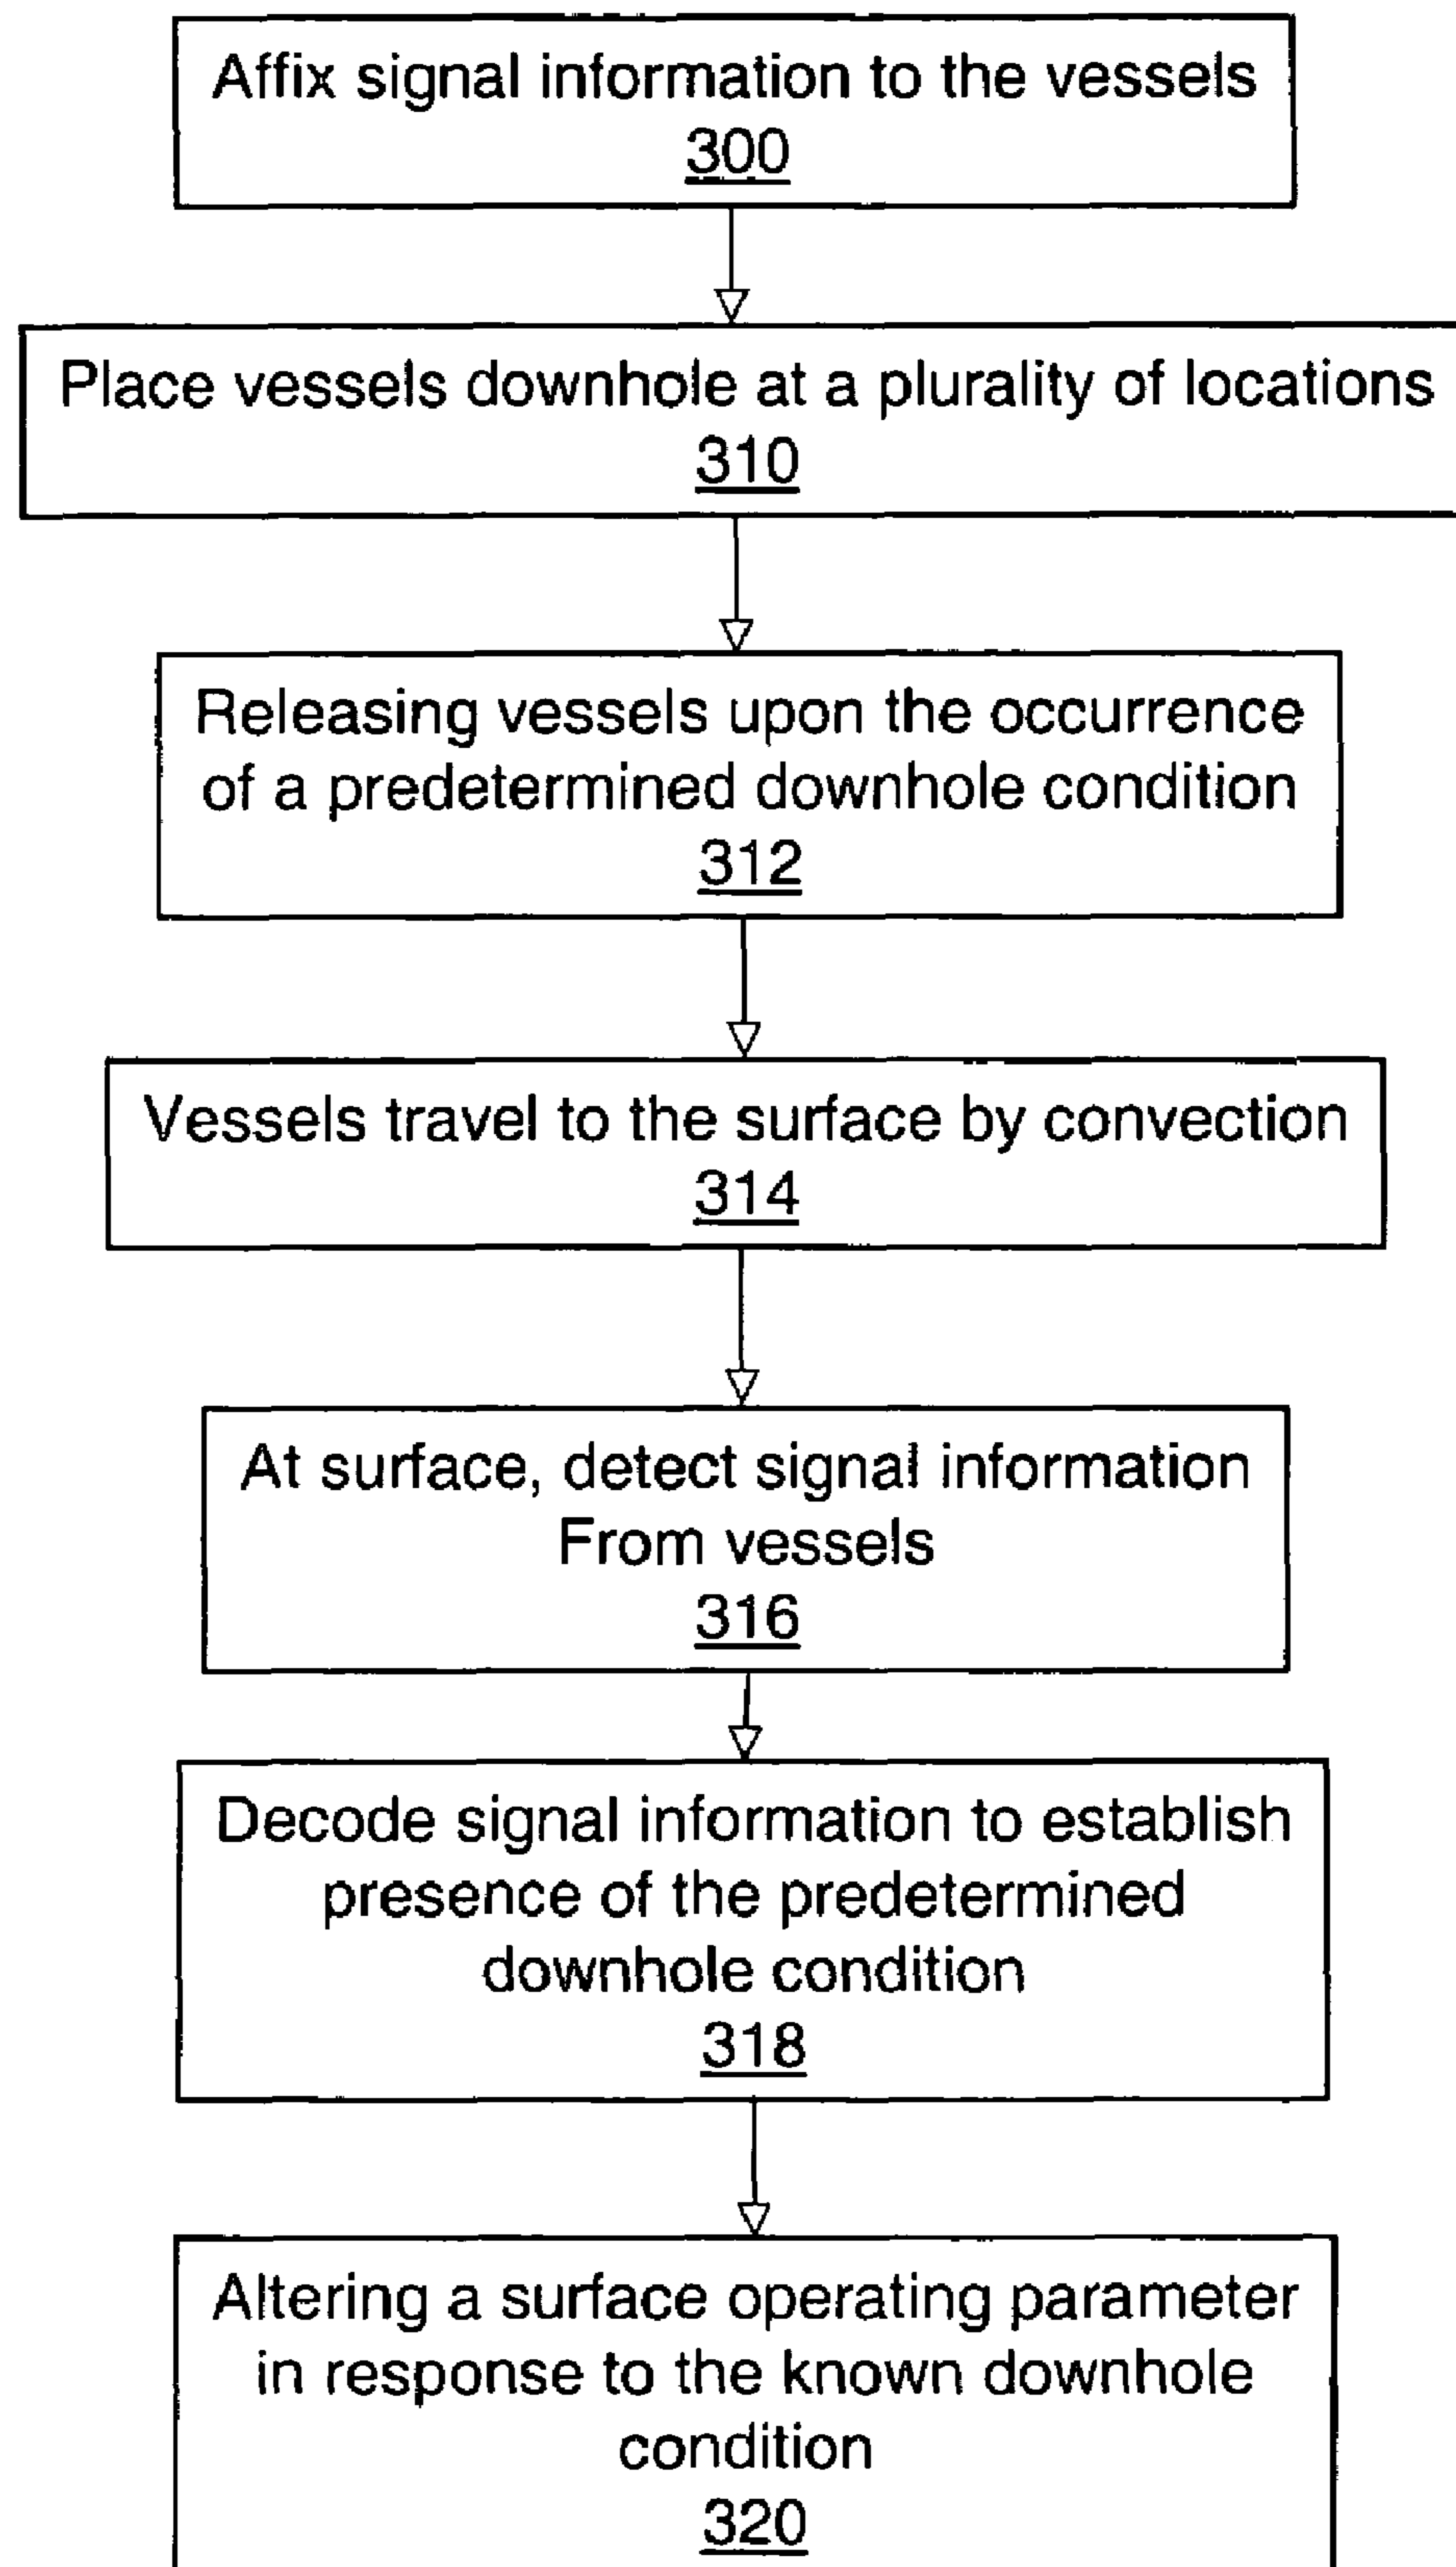 Affix signal information to the vessels
300
Place vessels downhole at a plurality of locations
310
Releasing vessels upon the occurrence
of a predetermined downhole condition
312
Vessels travel to the surface by convection
314
At surface, detect signal information
From vessels
316
Decode signal information to establish
presence of the predetermined
downhole condition
318
Altering a surface operating parameter
in response to the known downhole
condition
320